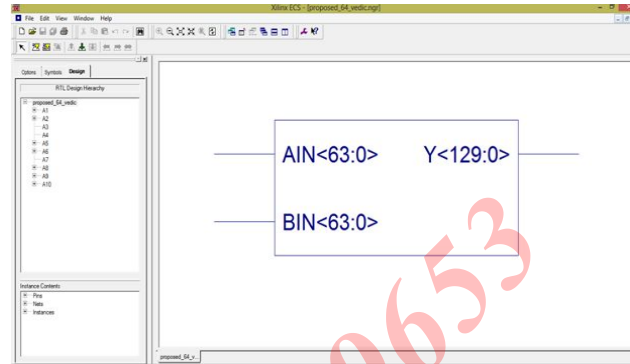 Xilinx ECS - [proposed_64_vedic.ngr]
File Edit View Window Help
Options Symbols Design
RTL Design Hierarchy
proposed_64_vedic
A1
A2
A3
A4
A5
A6
A7
A8
A9
A10
AIN<63:0> Y<129:0>
BIN<63:0>
Instance Contents
Pins
Nets
Instances
proposed_64_v...
9653